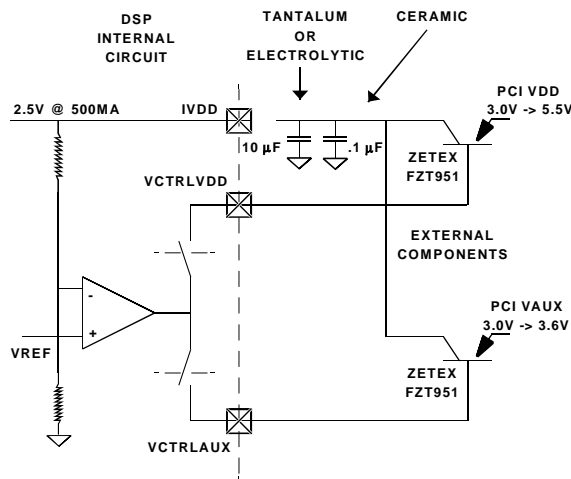 DSP
INTERNAL
CIRCUIT
TANTALUM
OR
ELECTROLYTIC
CERAMIC
2.5V @ 500MA
IVDD
PCI VDD
3.0V -> 5.5V
10 µF
.1 µF
ZETEX
FZT951
VCTRLVDD
EXTERNAL
COMPONENTS
-
+
VREF
PCI VAUX
3.0V -> 3.6V
ZETEX
FZT951
VCTRLAUX